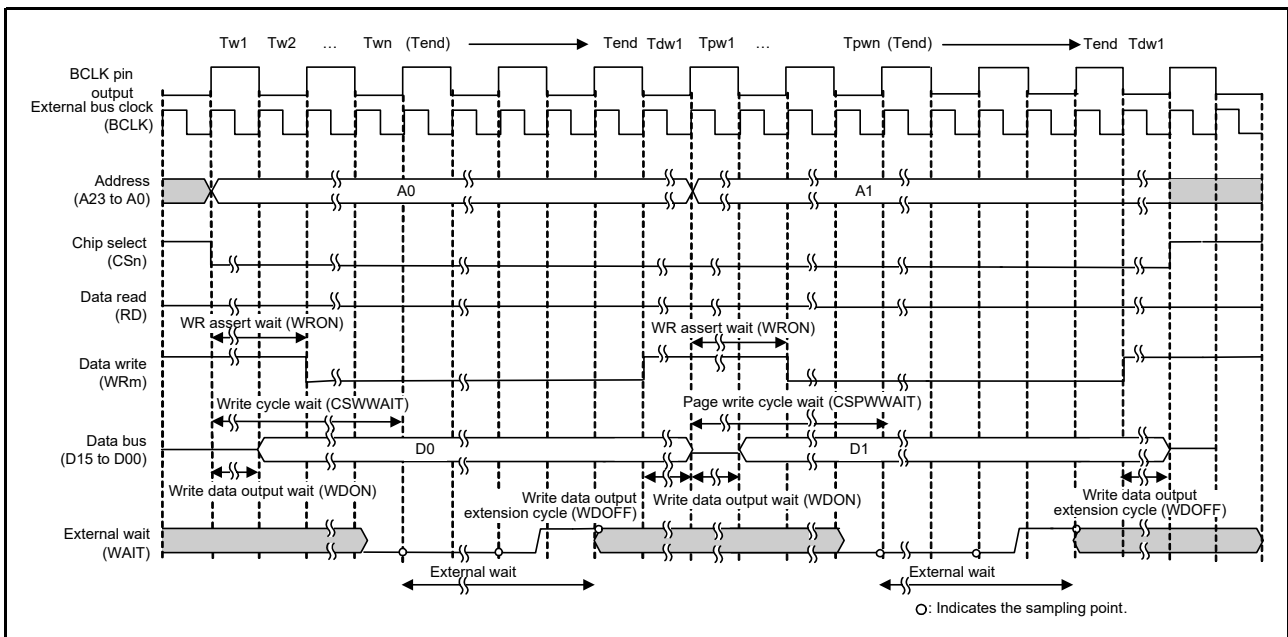 Tw1 Tw2 ... Twn (Tend) Tend Tdw1 Tpw1 ... Tpwn (Tend) Tend Tdw1
BCLK pin
output
External bus clock
(BCLK)
Address
(A23 to A0)
A0 A1
Chip select
(CSn)
Data read
(RD)
WR assert wait (WRON) WR assert wait (WRON)
Data write
(WRm)
Write cycle wait (CSWWAIT) Page write cycle wait (CSPWWAIT)
Data bus
(D15 to D00)
D0 D1
Write data output wait (WDON) Write data output wait (WDON)
Write data output
extension cycle (WDOFF)
Write data output
extension cycle (WDOFF)
External wait
(WAIT)
External wait External wait
O: Indicates the sampling point.